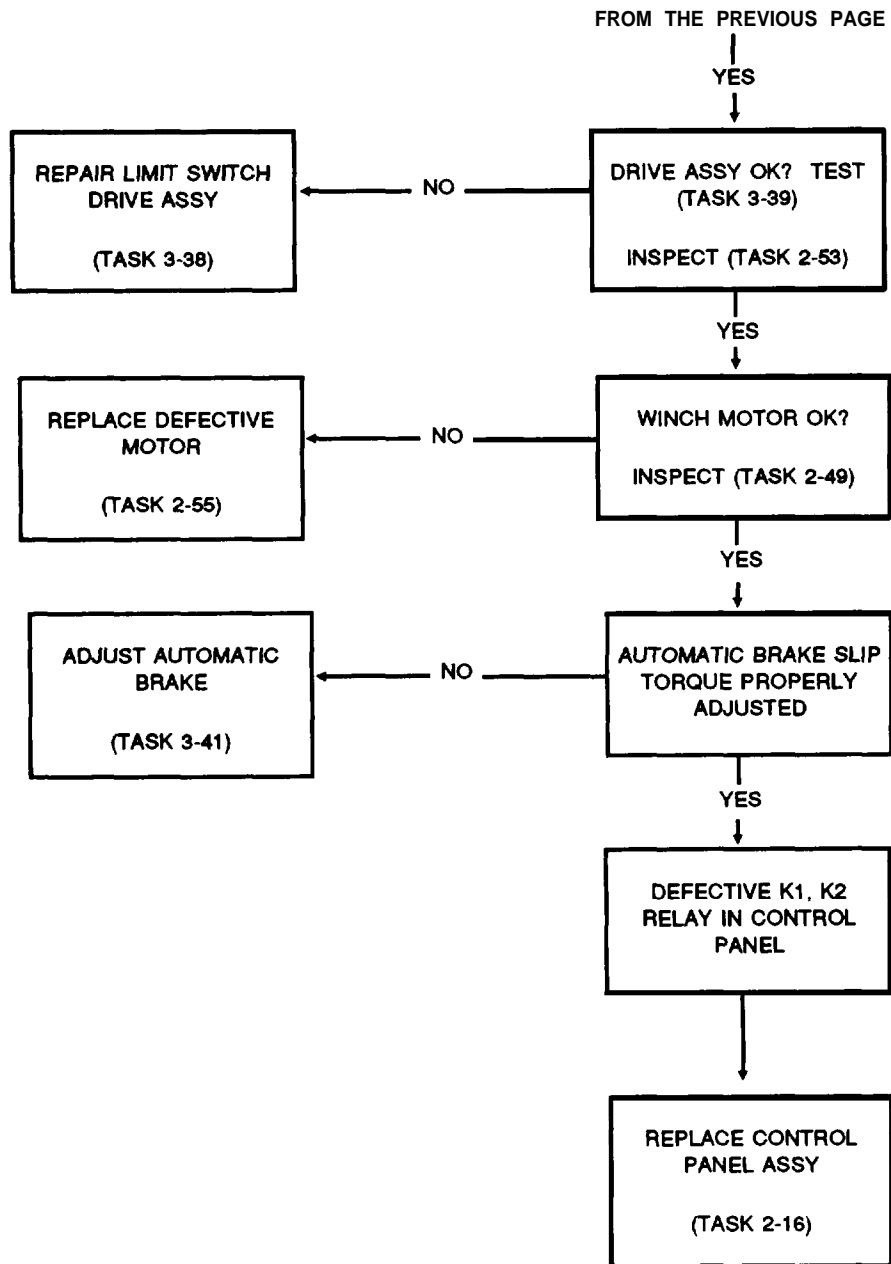 FROM THE PREVIOUS PAGE
YES
DRIVE ASSY OK? TEST
(TASK 3-39)
INSPECT (TASK 2-53)
NO
REPAIR LIMIT SWITCH
DRIVE ASSY
(TASK 3-38)
YES
WINCH MOTOR OK?
INSPECT (TASK 2-49)
NO
REPLACE DEFECTIVE
MOTOR
(TASK 2-55)
YES
AUTOMATIC BRAKE SLIP
TORQUE PROPERLY
ADJUSTED
NO
ADJUST AUTOMATIC
BRAKE
(TASK 3-41)
YES
DEFECTIVE K1, K2
RELAY IN CONTROL
PANEL
REPLACE CONTROL
PANEL ASSY
(TASK 2-16)